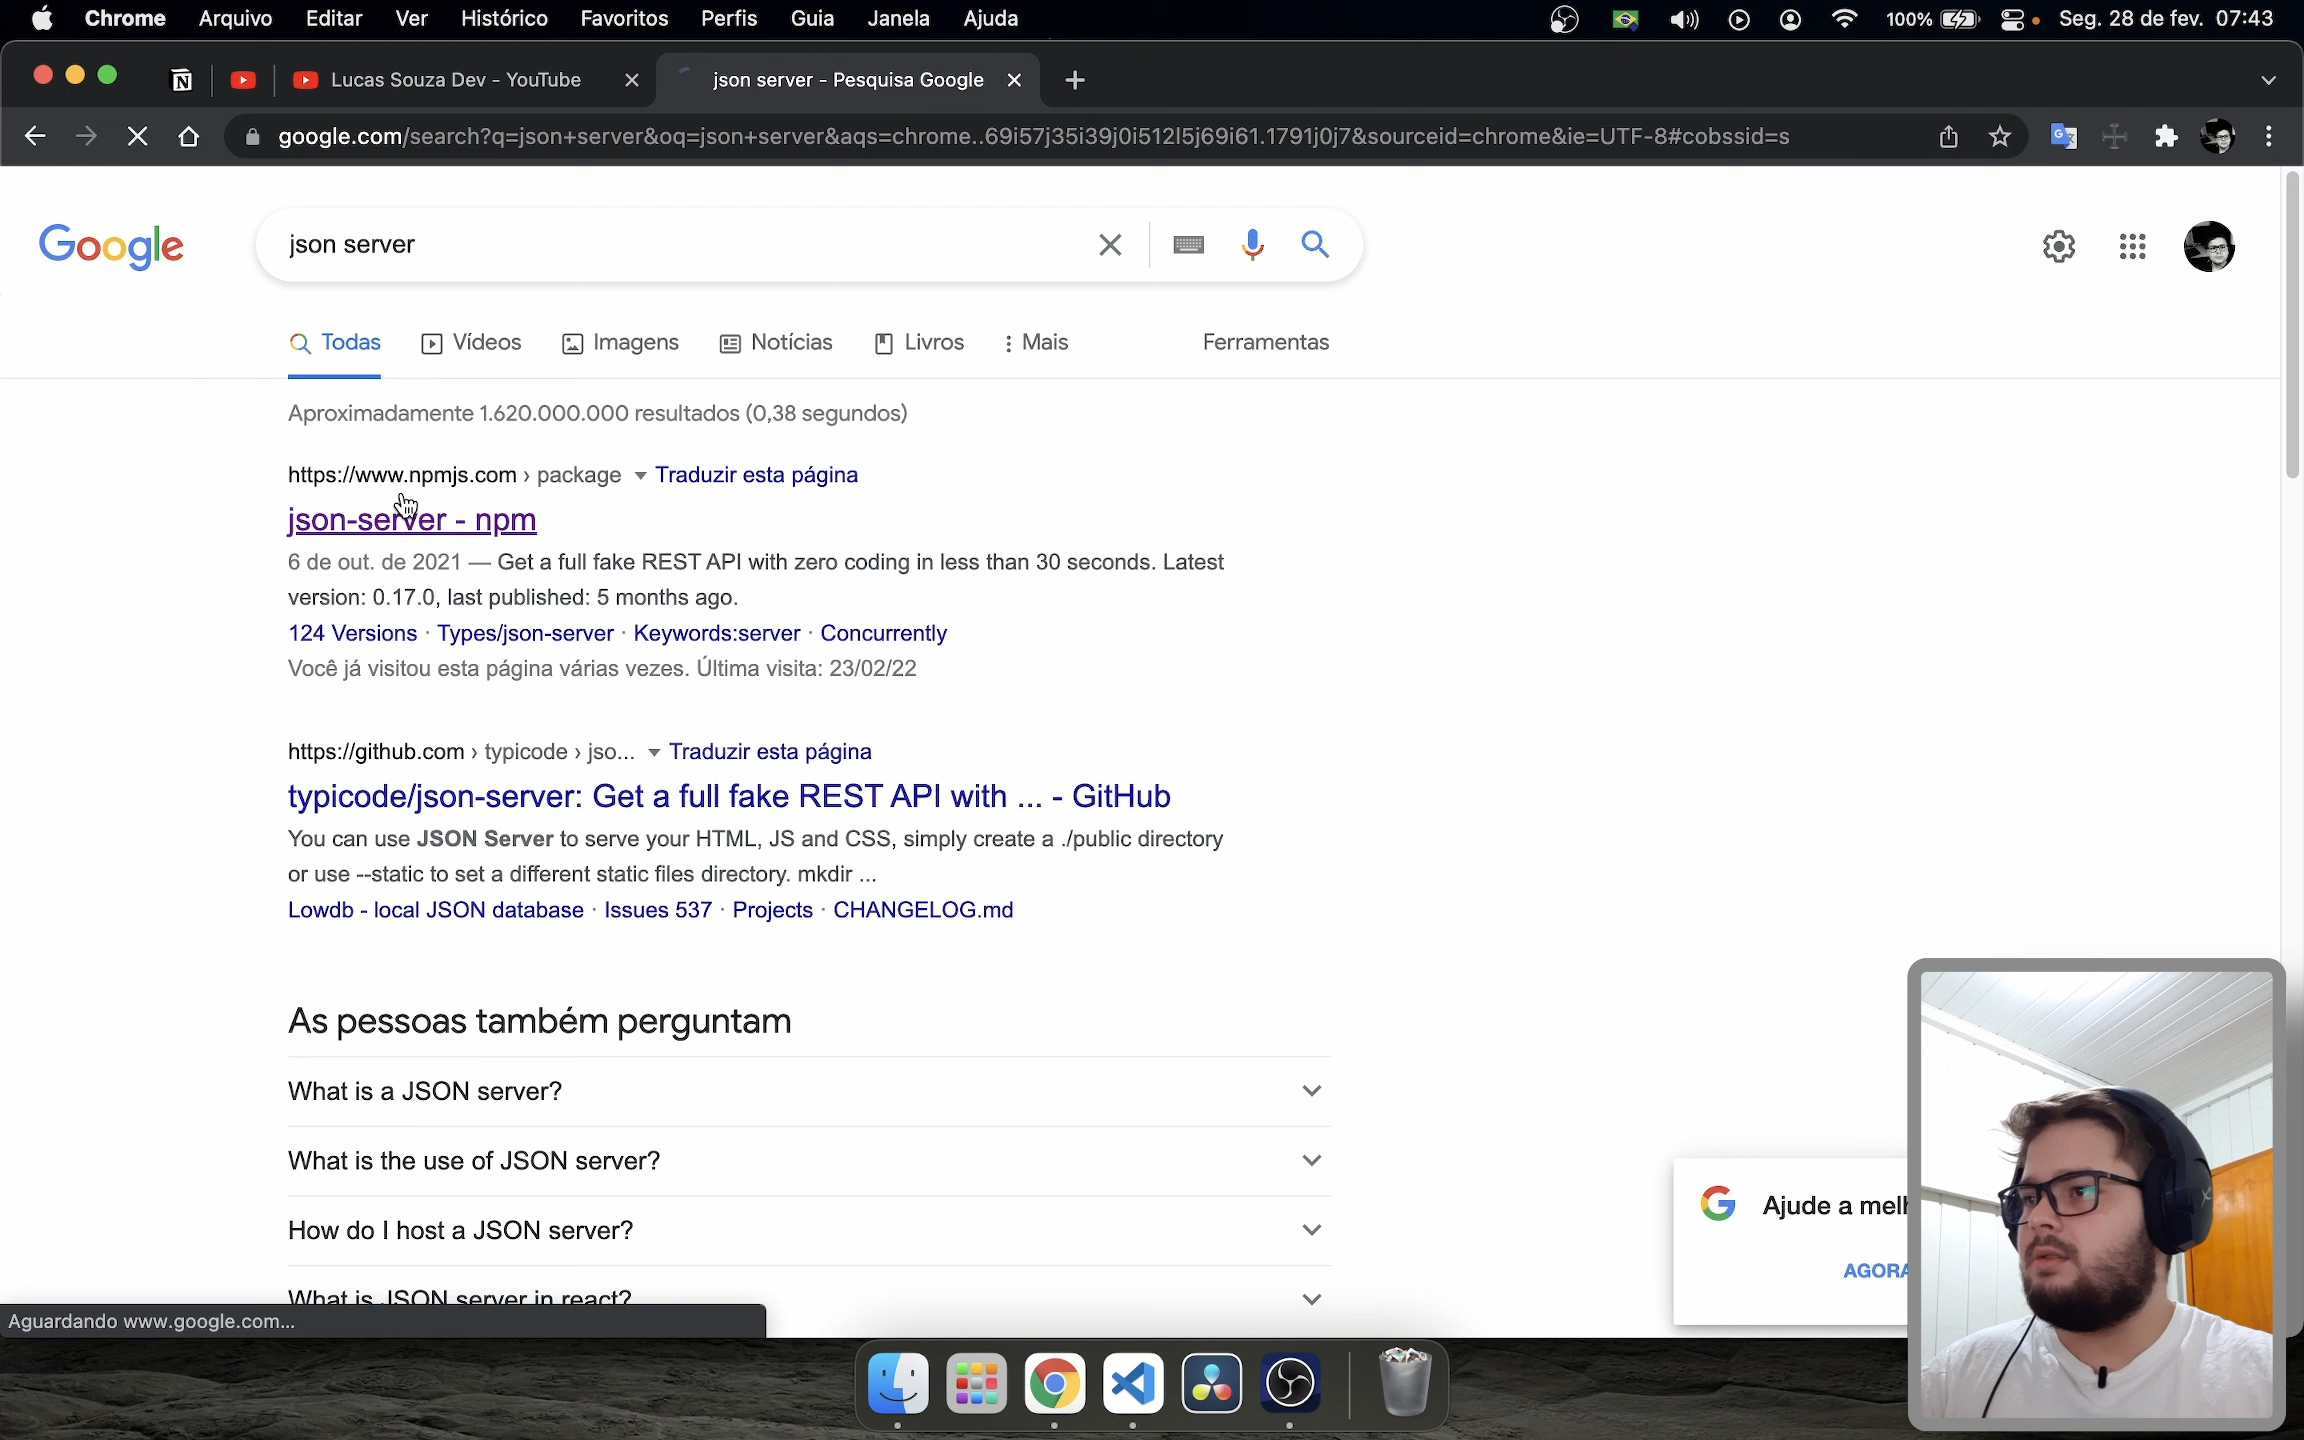 Chrome Arquivo Editar Ver Histórico Favoritos Perfis Guia Janela Ajuda 100% Seg. 28 de fev. 07:43
Lucas Souza Dev - YouTube json server - Pesquisa Google
google.com/search?q=json+server&oq=json+server&aqs=chrome..69i57j35i39j0i512l5j69i61.1791j0j7&sourceid=chrome&ie=UTF-8#cobssid=s
Google json server
Todas Vídeos Imagens Notícias Livros Mais Ferramentas
Aproximadamente 1.620.000.000 resultados (0,38 segundos)
https://www.npmjs.com › package Traduzir esta página
json-server - npm
6 de out. de 2021 — Get a full fake REST API with zero coding in less than 30 seconds. Latest
version: 0.17.0, last published: 5 months ago.
124 Versions · Types/json-server · Keywords:server · Concurrently
Você já visitou esta página várias vezes. Última visita: 23/02/22
https://github.com › typicode › jso... Traduzir esta página
typicode/json-server: Get a full fake REST API with ... - GitHub
You can use JSON Server to serve your HTML, JS and CSS, simply create a ./public directory
or use --static to set a different static files directory. mkdir ...
Lowdb - local JSON database · Issues 537 · Projects · CHANGELOG.md
As pessoas também perguntam
What is a JSON server?
What is the use of JSON server?
How do I host a JSON server?
What is JSON server in react?
Ajude a melh
AGORA
Aguardando www.google.com...